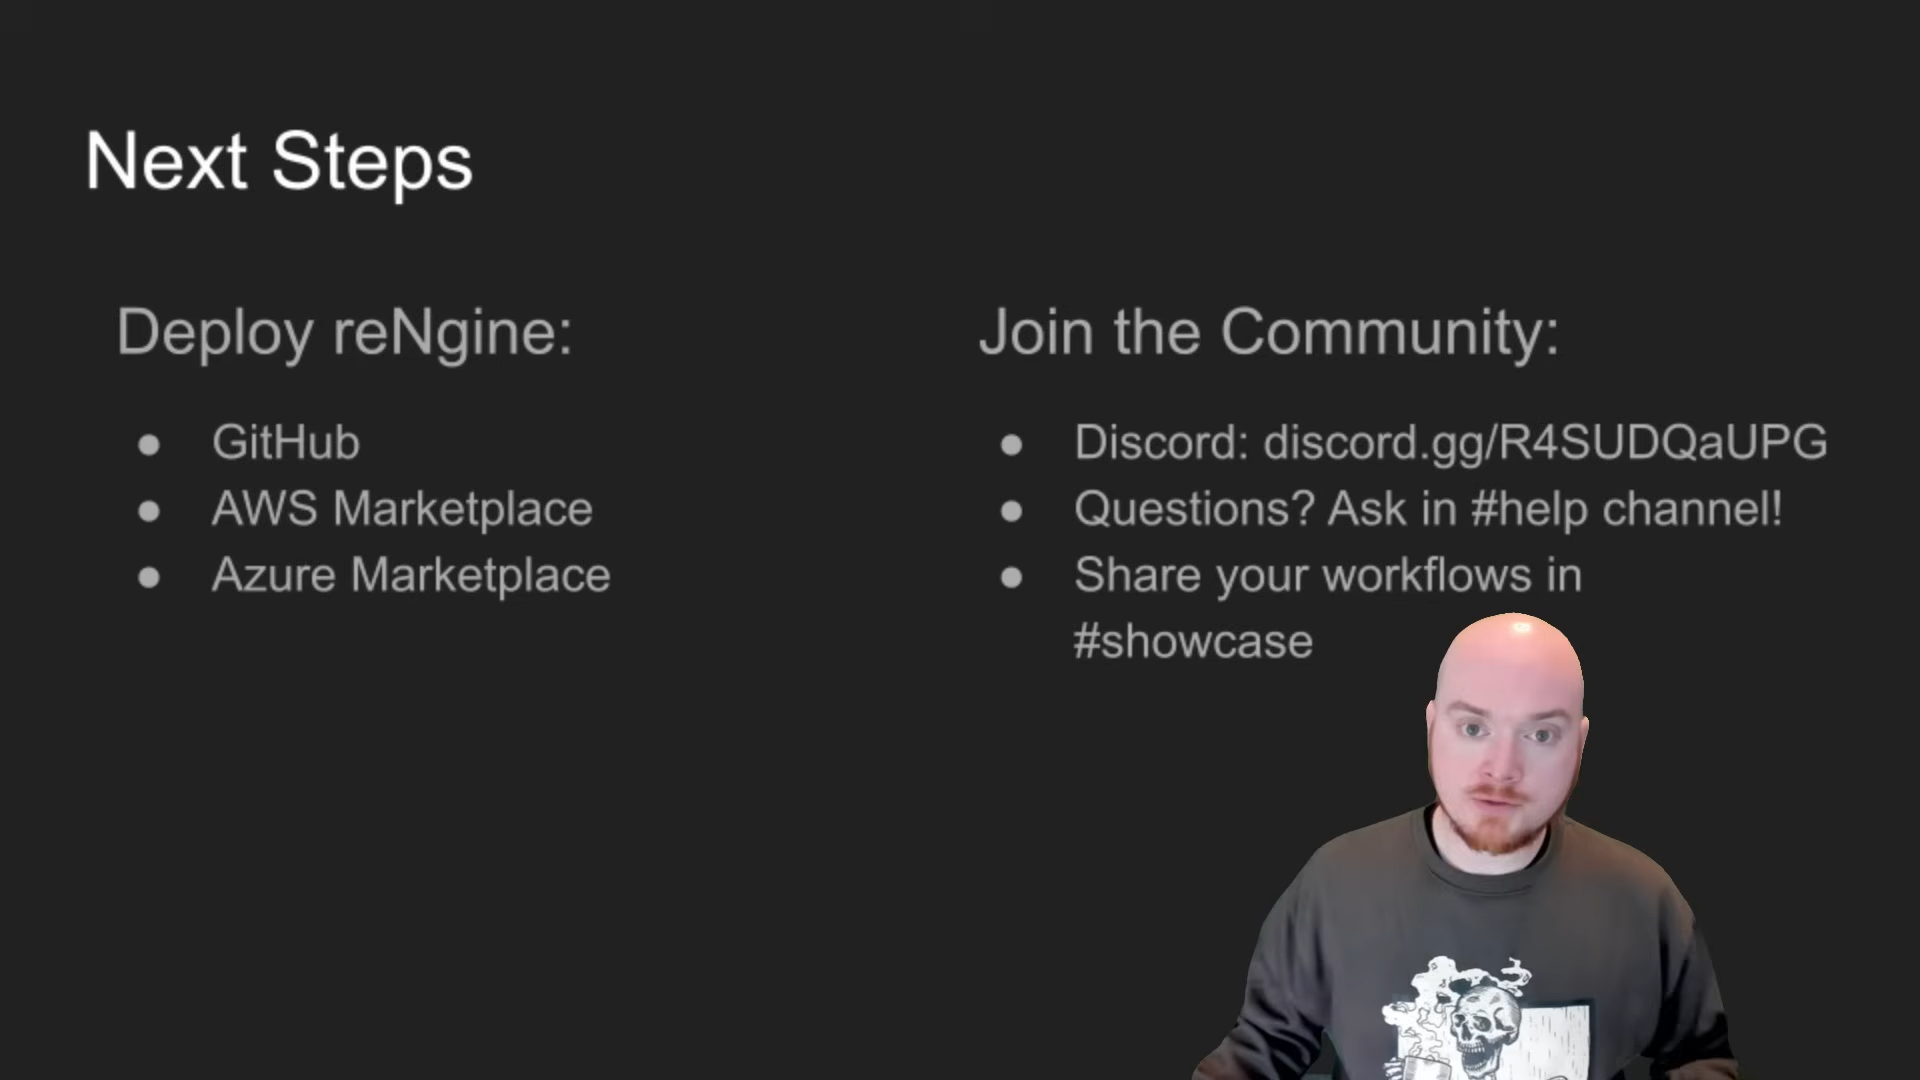 Next Steps
Deploy reNgine:
● GitHub
● AWS Marketplace
● Azure Marketplace
Join the Community:
● Discord: discord.gg/R4SUDQaUPG
● Questions? Ask in #help channel!
● Share your workflows in
#showcase